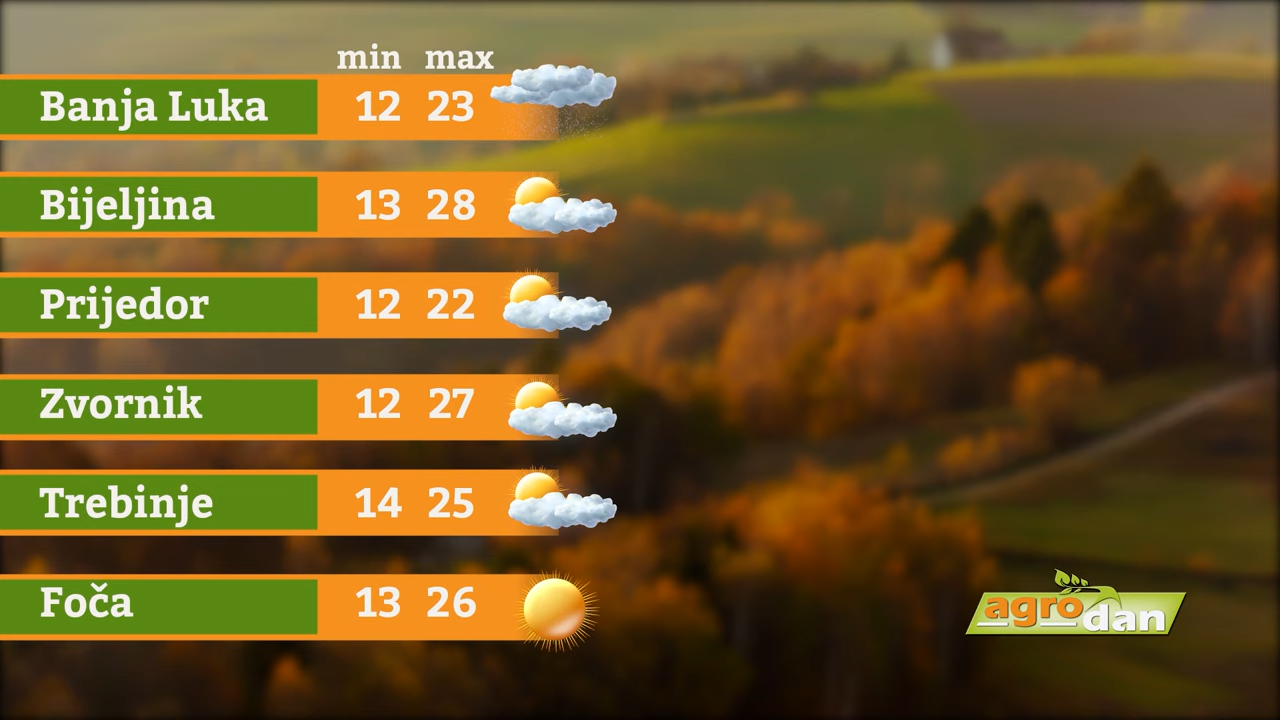 min max
Banja Luka 12 23
Bijeljina 13 28
Prijedor 12 22
Zvornik 12 27
Trebinje 14 25
Foča 13 26
agro dan